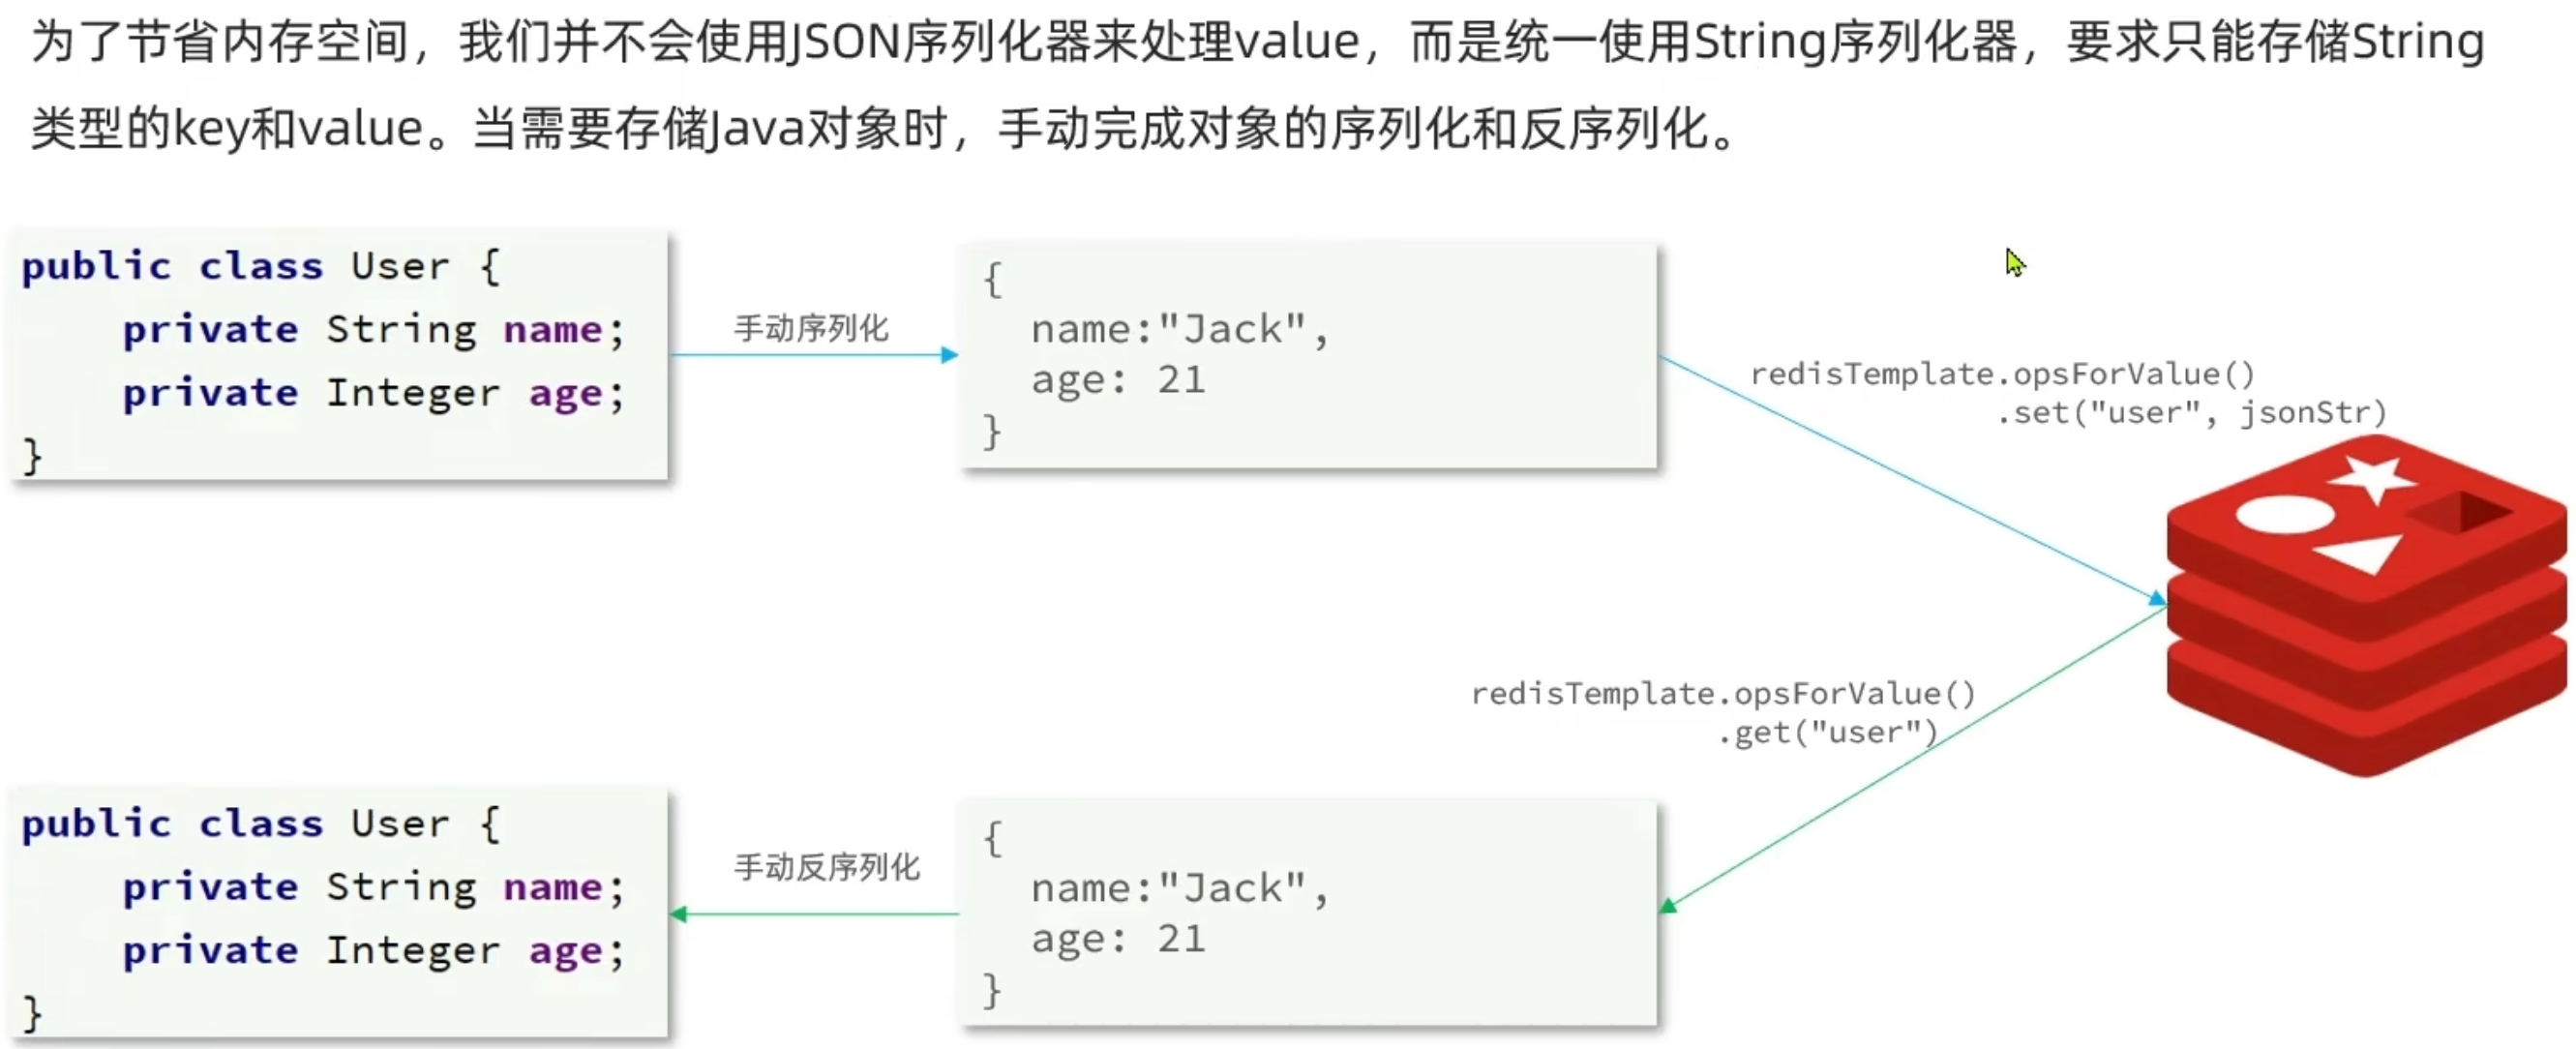 为了节省内存空间，我们并不会使用JSON序列化器来处理value，而是统一使用String序列化器，要求只能存储String
类型的key和value。当需要存储Java对象时，手动完成对象的序列化和反序列化。
public class User {
    private String name;
    private Integer age;
}
手动序列化
{
  name:"Jack",
  age: 21
}
redisTemplate.opsForValue()
.set("user", jsonStr)
redisTemplate.opsForValue()
.get("user")
public class User {
    private String name;
    private Integer age;
}
手动反序列化
{
  name:"Jack",
  age: 21
}